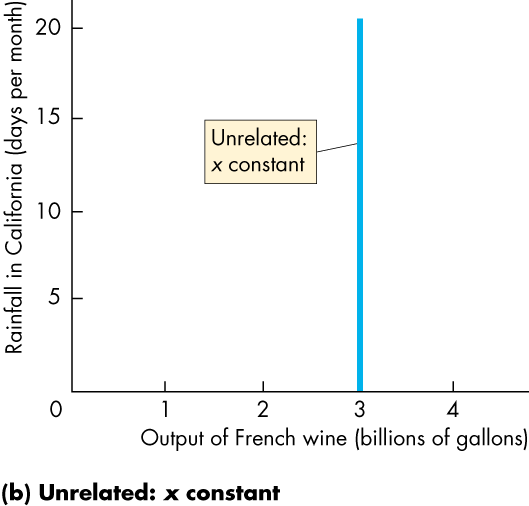 Rainfall in California (days per month)
20
15
10
5
0
Unrelated:
x constant
1 2 3 4
Output of French wine (billions of gallons)
(b) Unrelated: x constant